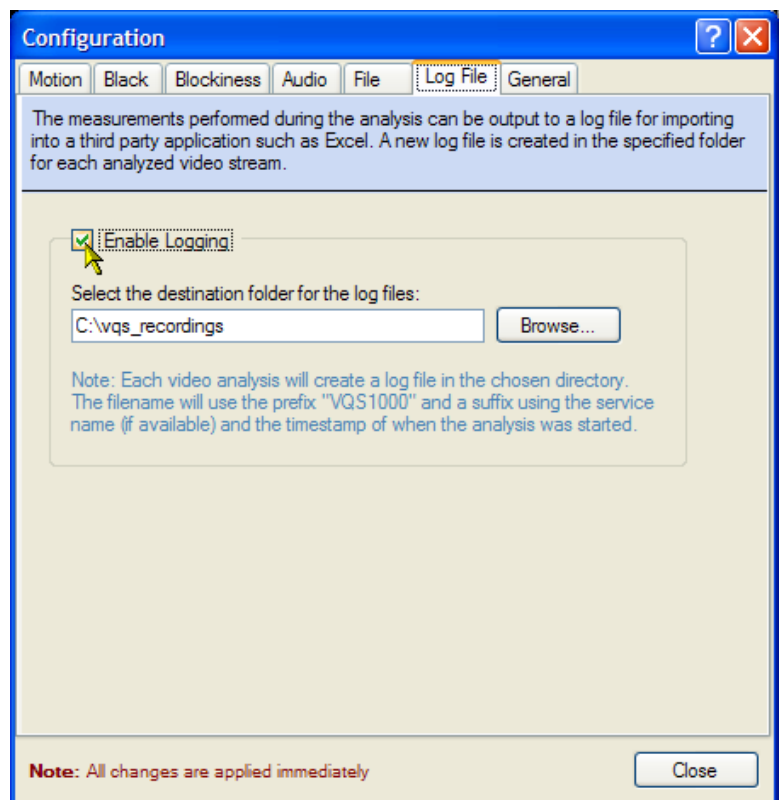 Configuration
Motion Black Blockiness Audio File Log File General
The measurements performed during the analysis can be output to a log file for importing
into a third party application such as Excel. A new log file is created in the specified folder
for each analyzed video stream.
Enable Logging
Select the destination folder for the log files:
C:\vqs_recordings
Browse...
Note: Each video analysis will create a log file in the chosen directory.
The filename will use the prefix "VQS1000" and a suffix using the service
name (if available) and the timestamp of when the analysis was started.
Note: All changes are applied immediately
Close